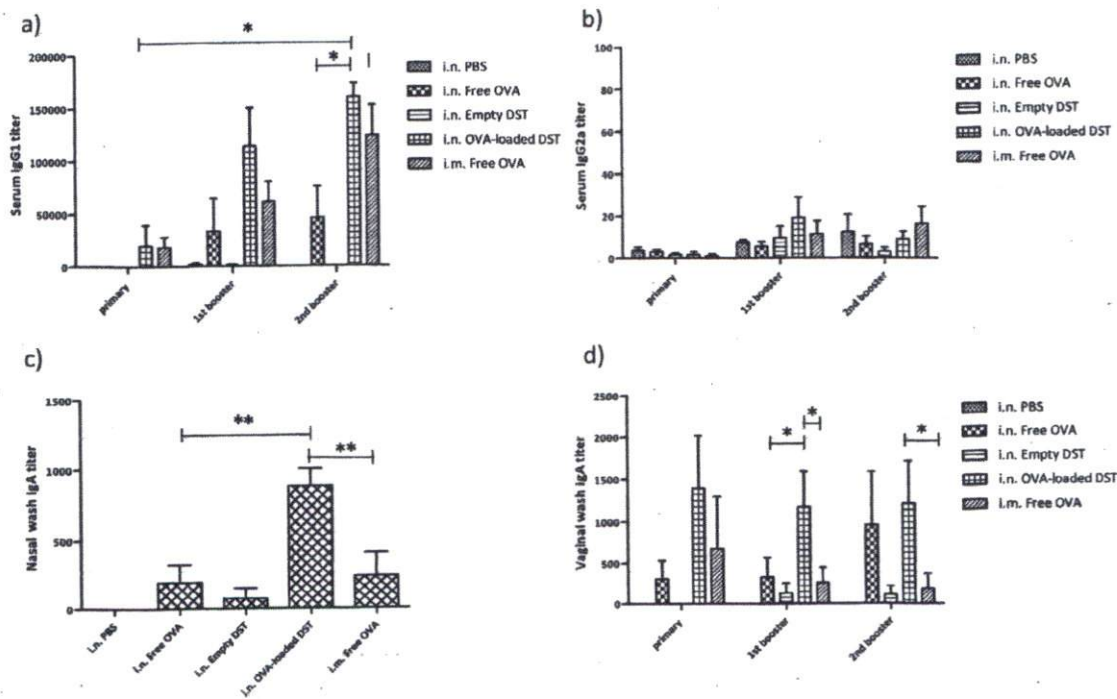 a)
*
*
200000
150000
100000
50000
0
Serum IgG1 titer
primary
1st booster
2nd booster
i.n. PBS
i.n. Free OVA
i.n. Empty DST
i.n. OVA-loaded DST
i.m. Free OVA
b)
100
80
60
40
20
0
Serum IgG2a titer
primary
1st booster
2nd booster
i.n. PBS
i.n. Free OVA
i.n. Empty DST
i.n. OVA-loaded DST
i.m. Free OVA
c)
1500
1000
500
0
Nasal wash IgA titer
**
**
i.n. PBS
i.n. Free OVA
i.n. Empty DST
i.n. OVA-loaded DST
i.m. Free OVA
d)
2500
2000
1500
1000
500
0
Vaginal wash IgA titer
*
*
*
primary
1st booster
2nd booster
i.n. PBS
i.n. Free OVA
i.n. Empty DST
i.n. OVA-loaded DST
i.m. Free OVA